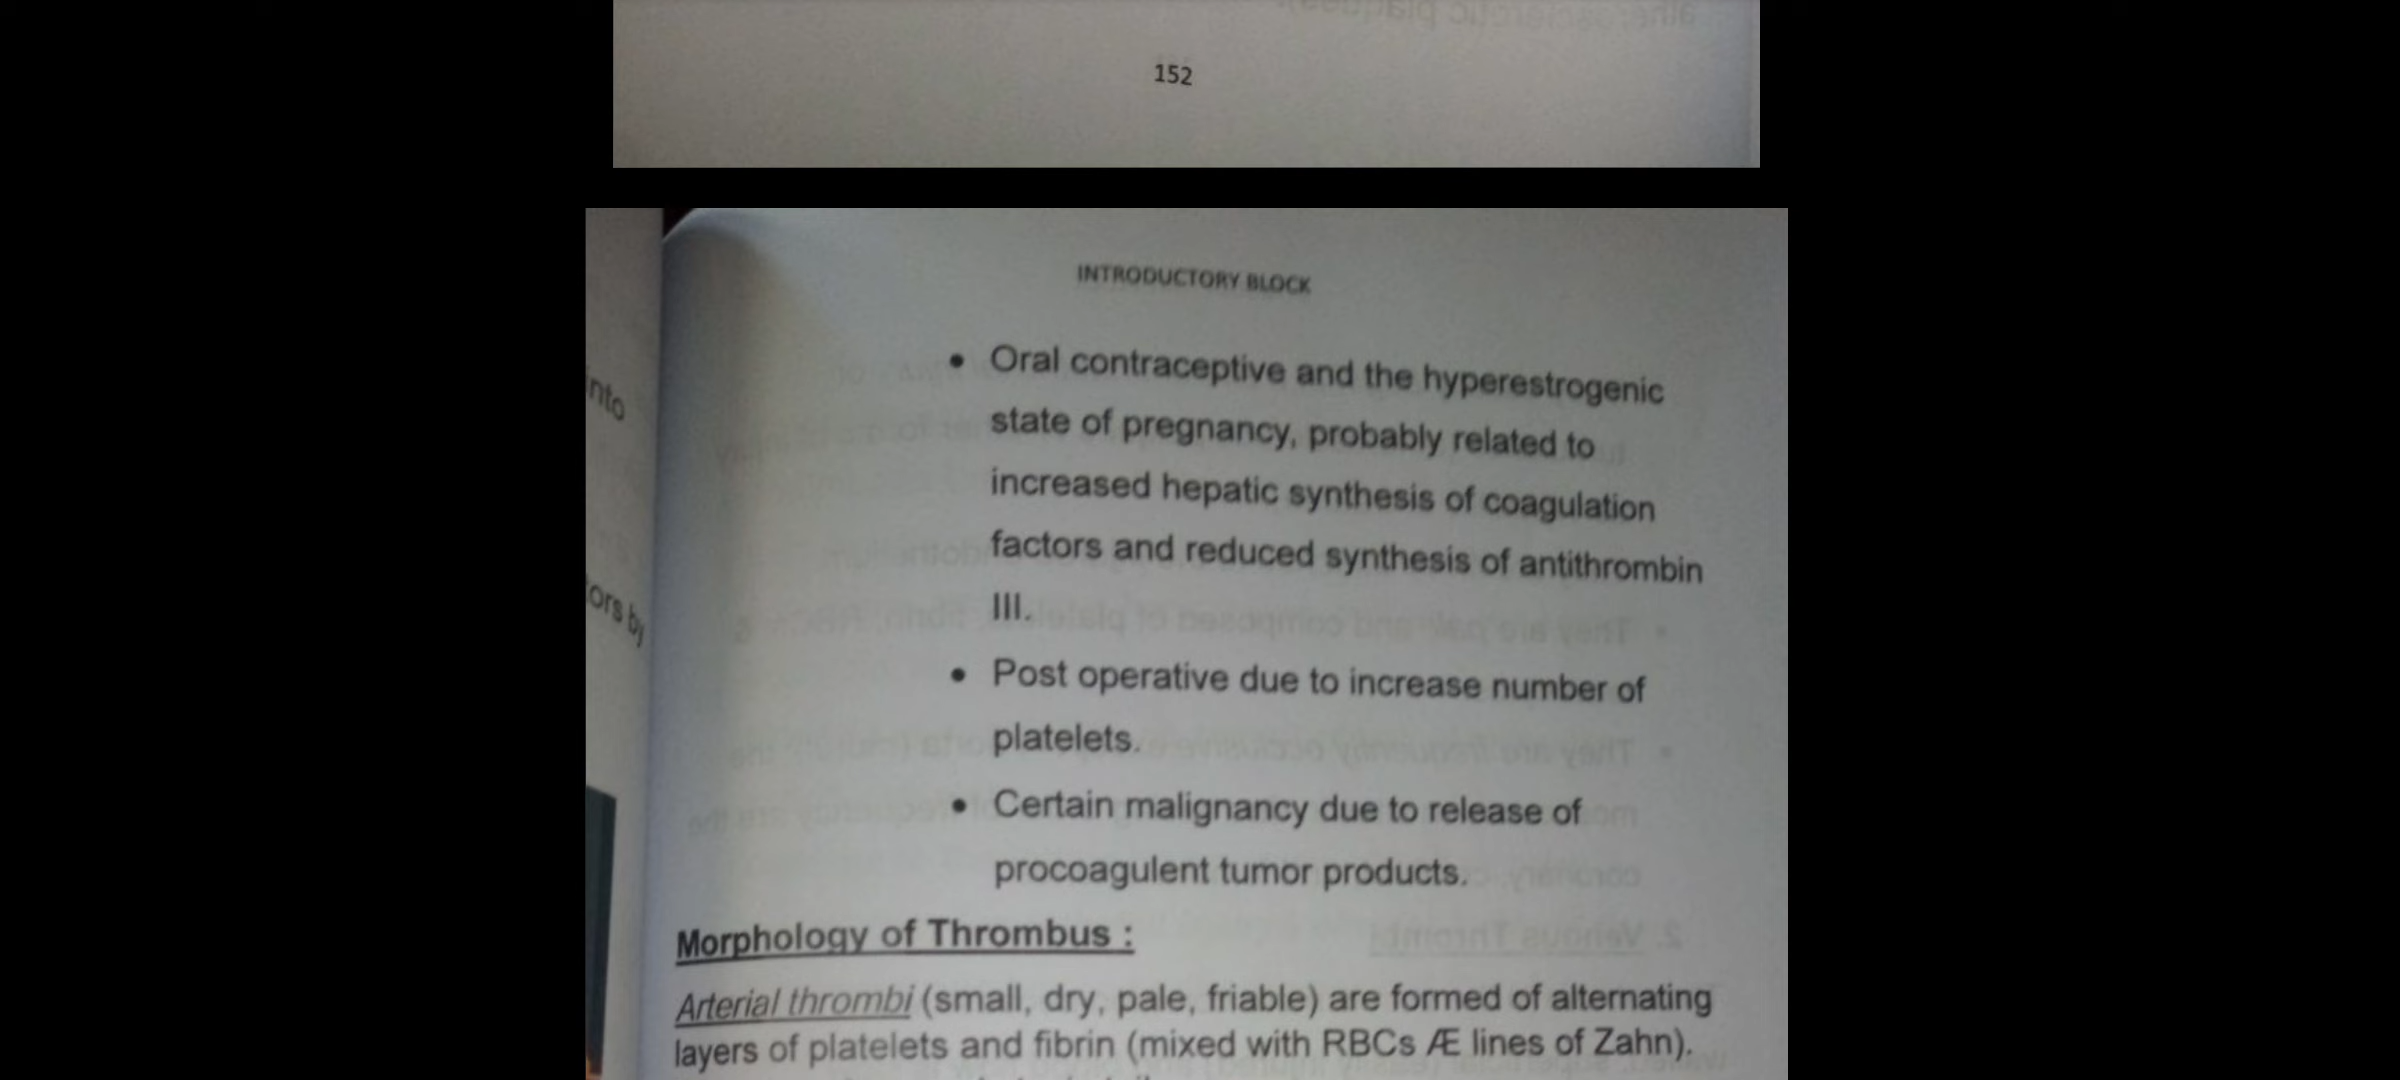 152
INTRODUCTORY BLOCK
• Oral contraceptive and the hyperestrogenic
state of pregnancy, probably related to
increased hepatic synthesis of coagulation
factors and reduced synthesis of antithrombin
III.
• Post operative due to increase number of
platelets.
• Certain malignancy due to release of
procoagulent tumor products.
Morphology of Thrombus :
Arterial thrombi (small, dry, pale, friable) are formed of alternating
layers of platelets and fibrin (mixed with RBCs Æ lines of Zahn).
nto
ors by